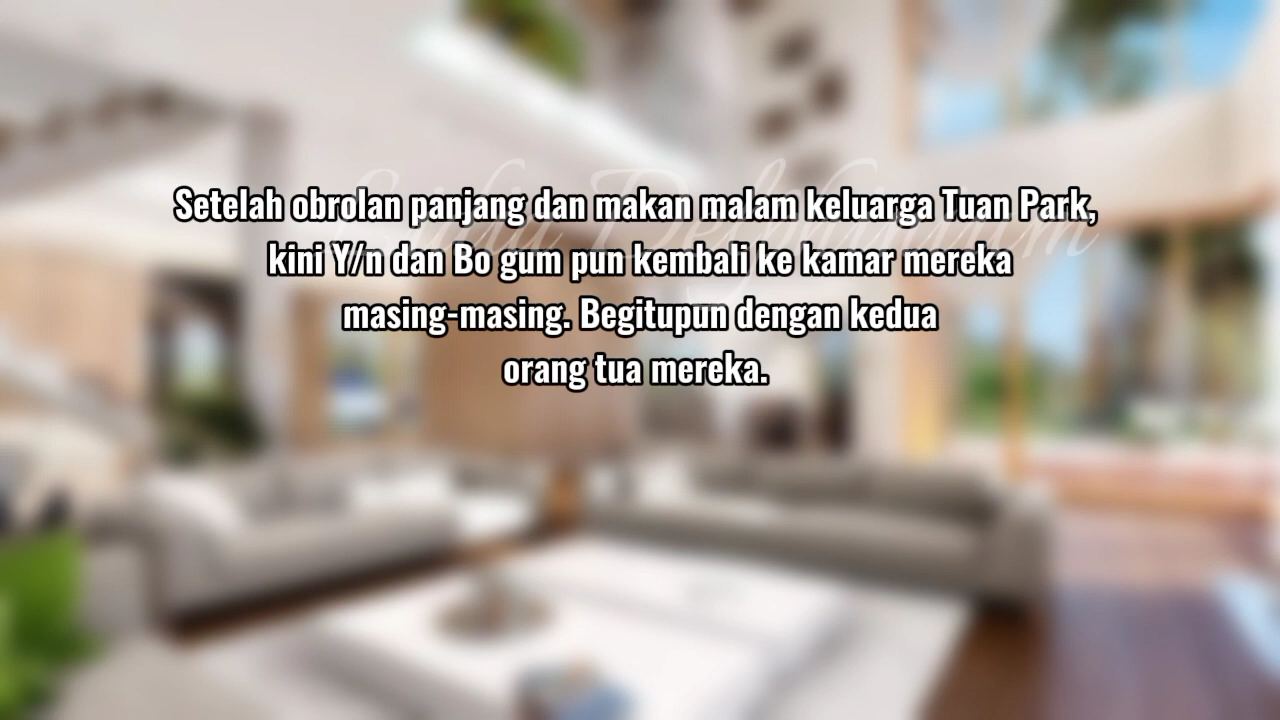 Setelah obrolan panjang dan makan malam keluarga Tuan Park,
kini Y/n dan Bo gum pun kembali ke kamar mereka
masing-masing. Begitupun dengan kedua
orang tua mereka.